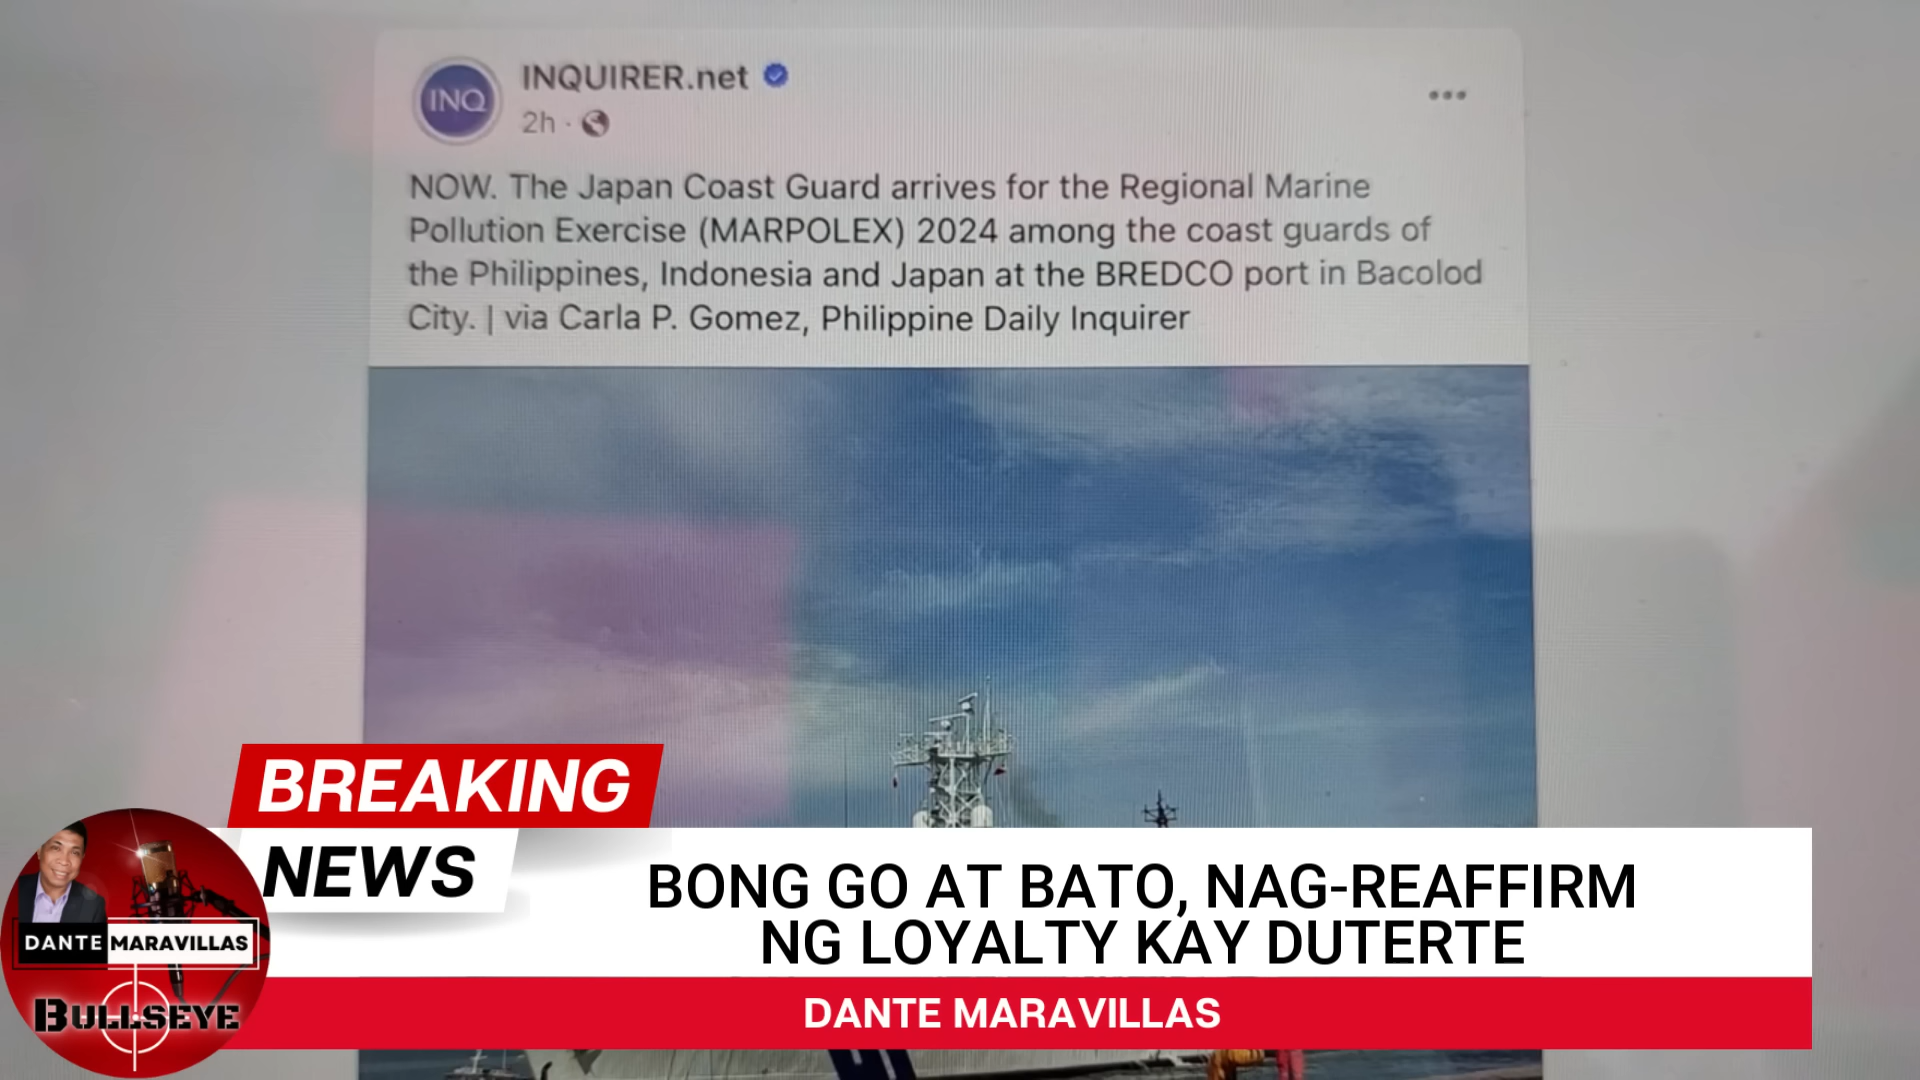 INQ
INQUIRER.net
2h
NOW. The Japan Coast Guard arrives for the Regional Marine
Pollution Exercise (MARPOLEX) 2024 among the coast guards of
the Philippines, Indonesia and Japan at the BREDCO port in Bacolod
City. | via Carla P. Gomez, Philippine Daily Inquirer
BREAKING
NEWS
BONG GO AT BATO, NAG-REAFFIRM
NG LOYALTY KAY DUTERTE
DANTE MARAVILLAS
DANTE MARAVILLAS
BULLSEYE